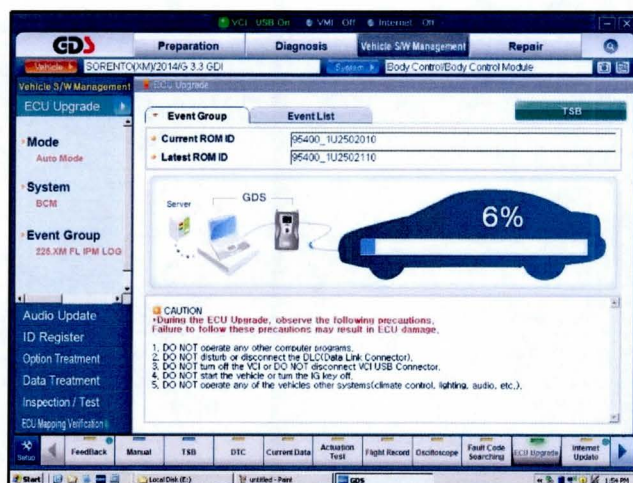 VCI USB On VMI Off Internet Off
GDS Preparation Diagnosis Vehicle S/W Management Repair
Vehicle SORENTO(XM)/2014/G 3.3 GDI System Body Control/Body Control Module
Vehicle S/W Management ECU Upgrade
ECU Upgrade
Event Group Event List TSB
Current ROM ID 95400_1U2502010
Latest ROM ID 95400_1U2502110
Mode
Auto Mode
System
BCM
Event Group
225.XM FL IPM LOG
Server GDS
6%
CAUTION
•During the ECU Upgrade, observe the following precautions,
Failure to follow these precautions may result in ECU damage,
1, DO NOT operate any other computer programs,
2, DO NOT disturb or disconnect the DLC(Data Link Connector),
3, DO NOT turn off the VCI or DO NOT disconnect VCI USB Connector,
4, DO NOT start the vehicle or turn the IG key off,
5, DO NOT operate any of the vehicles other systems(climate control, lighting, audio, etc,),
Audio Update
ID Register
Option Treatment
Data Treatment
Inspection / Test
ECU Mapping Verification
Setup FeedBack Manual TSB DTC Current Data Actuation Test Flight Record Oscilloscope Fault Code Searching ECU Upgrade Internet Update
Start Local Disk (E:) untitled - Paint GDS 1:54 PM